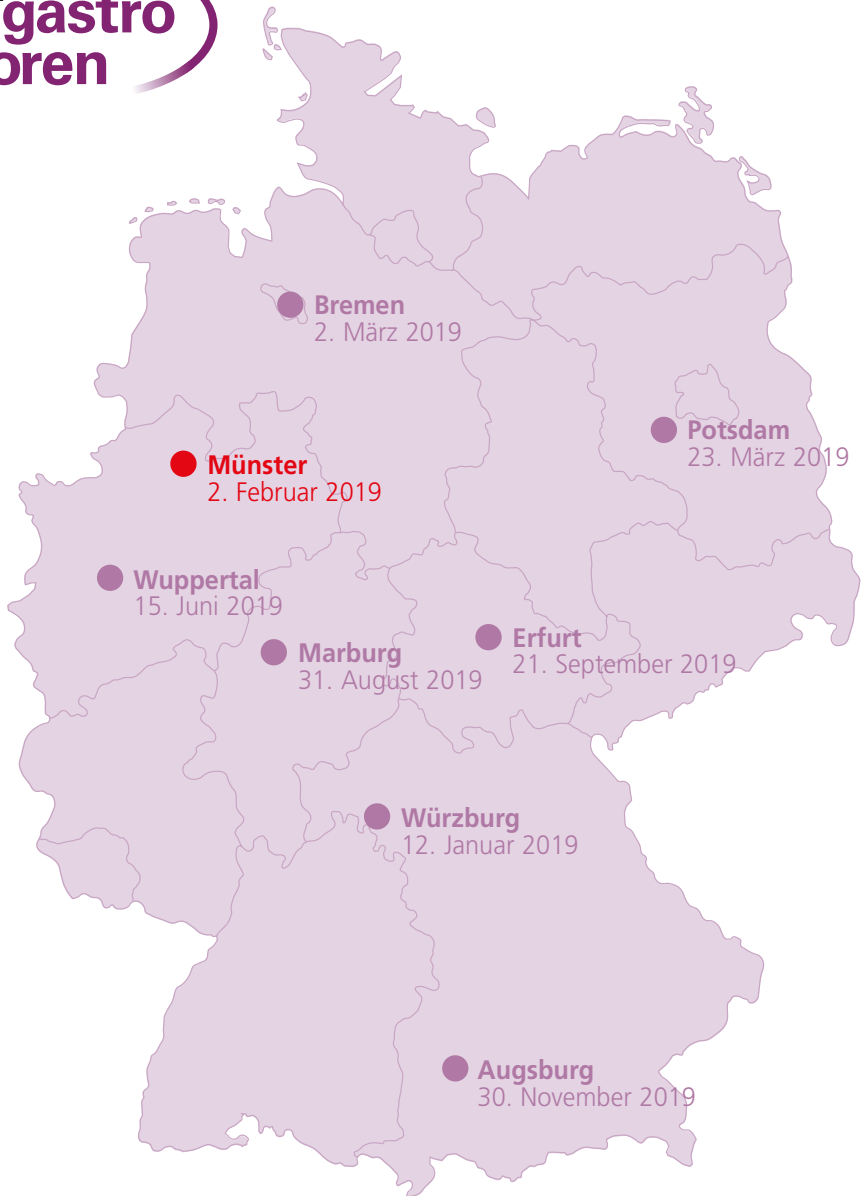 gastro
oren
Bremen
2. März 2019
Potsdam
23. März 2019
Münster
2. Februar 2019
Wuppertal
15. Juni 2019
Erfurt
21. September 2019
Marburg
31. August 2019
Würzburg
12. Januar 2019
Augsburg
30. November 2019